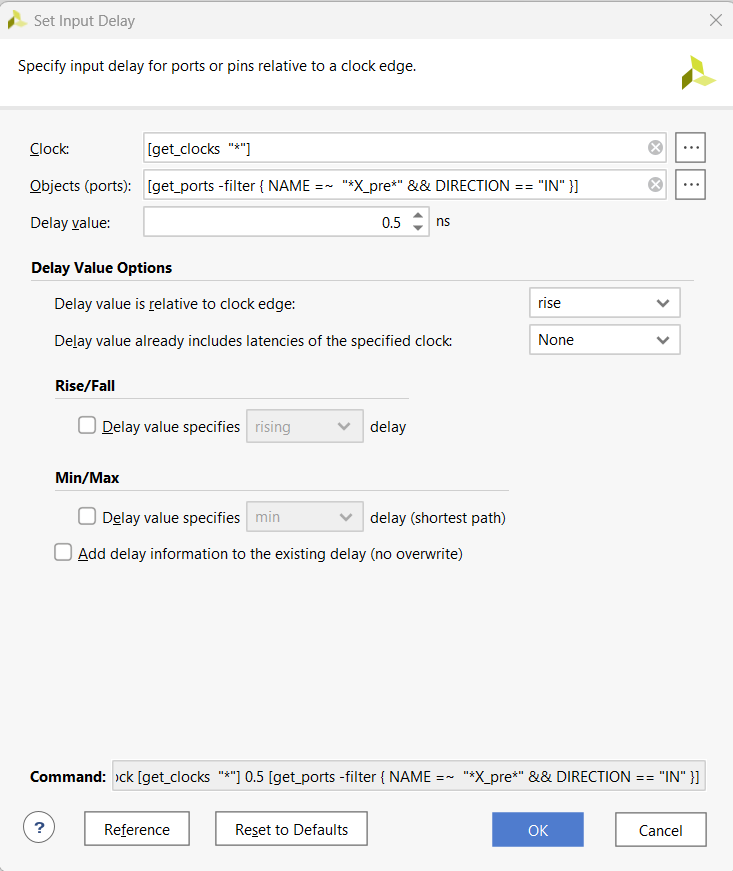 Set Input Delay
Specify input delay for ports or pins relative to a clock edge.
Clock: [get_clocks  "*"] ...
Objects (ports): [get_ports -filter { NAME =~  "*X_pre*" && DIRECTION == "IN" }] ...
Delay value: 0.5 ns
Delay Value Options
Delay value is relative to clock edge: rise
Delay value already includes latencies of the specified clock: None
Rise/Fall
Delay value specifies rising delay
Min/Max
Delay value specifies min delay (shortest path)
Add delay information to the existing delay (no overwrite)
Command: ock [get_clocks  "*"] 0.5 [get_ports -filter { NAME =~  "*X_pre*" && DIRECTION == "IN" }]
? Reference Reset to Defaults OK Cancel